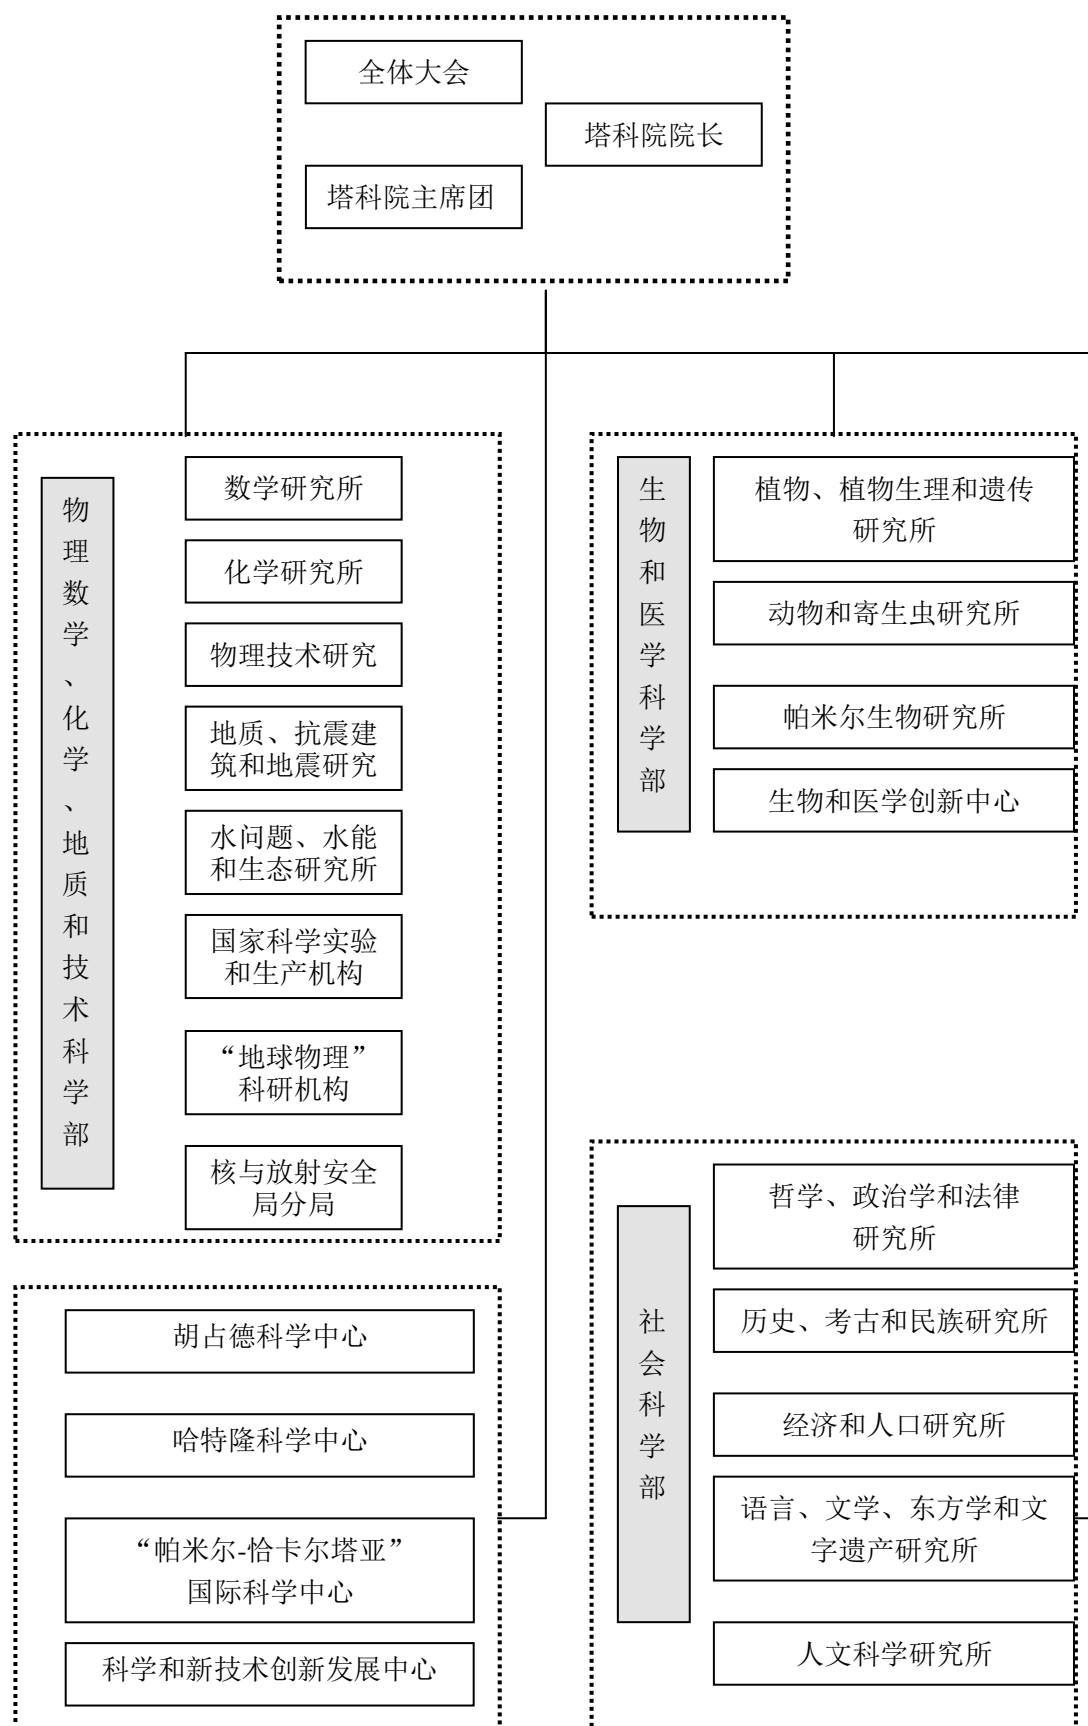 全体大会
塔科院院长
塔科院主席团
物理数学、化学、地质和技术科学部
数学研究所
化学研究所
物理技术研究
地质、抗震建
筑和地震研究
水问题、水能
和生态研究所
国家科学实验
和生产机构
“地球物理”
科研机构
核与放射安全
局分局
生物和医学科学部
植物、植物生理和遗传
研究所
动物和寄生虫研究所
帕米尔生物研究所
生物和医学创新中心
胡占德科学中心
哈特隆科学中心
“帕米尔-恰卡尔塔亚”
国际科学中心
科学和新技术创新发展中心
社会科学部
哲学、政治学和法律
研究所
历史、考古和民族研究所
经济和人口研究所
语言、文学、东方学和文
字遗产研究所
人文科学研究所